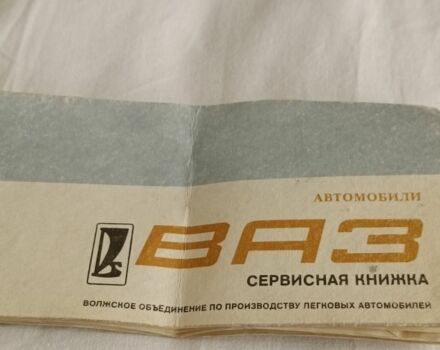 АВТОМОБИЛИ
ВАЗ
СЕРВИСНАЯ КНИЖКА
ВОЛЖСКОЕ ОБЪЕДИНЕНИЕ ПО ПРОИЗВОДСТВУ ЛЕГКОВЫХ АВТОМОБИЛЕЙ